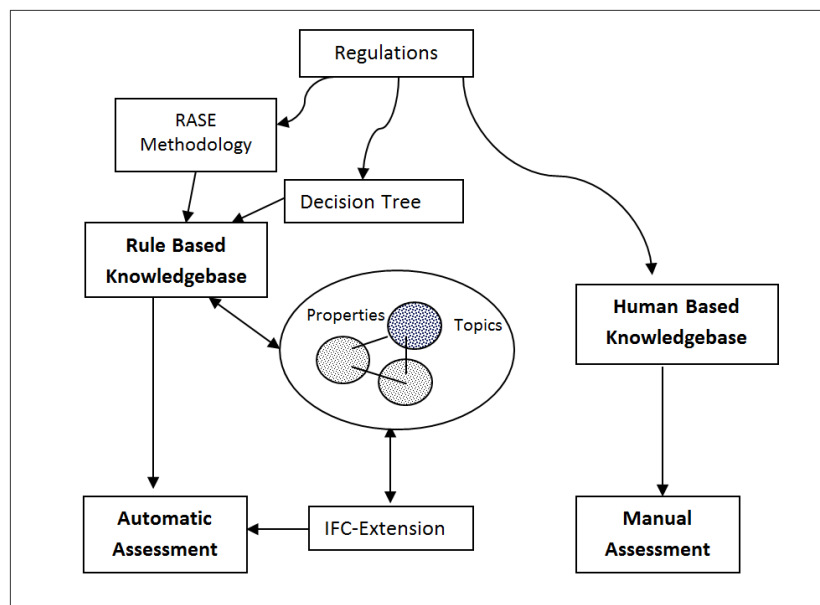 Regulations
RASE
Methodology
Decision Tree
Rule Based
Knowledgebase
Properties
Topics
Human Based
Knowledgebase
Automatic
Assessment
IFC-Extension
Manual
Assessment